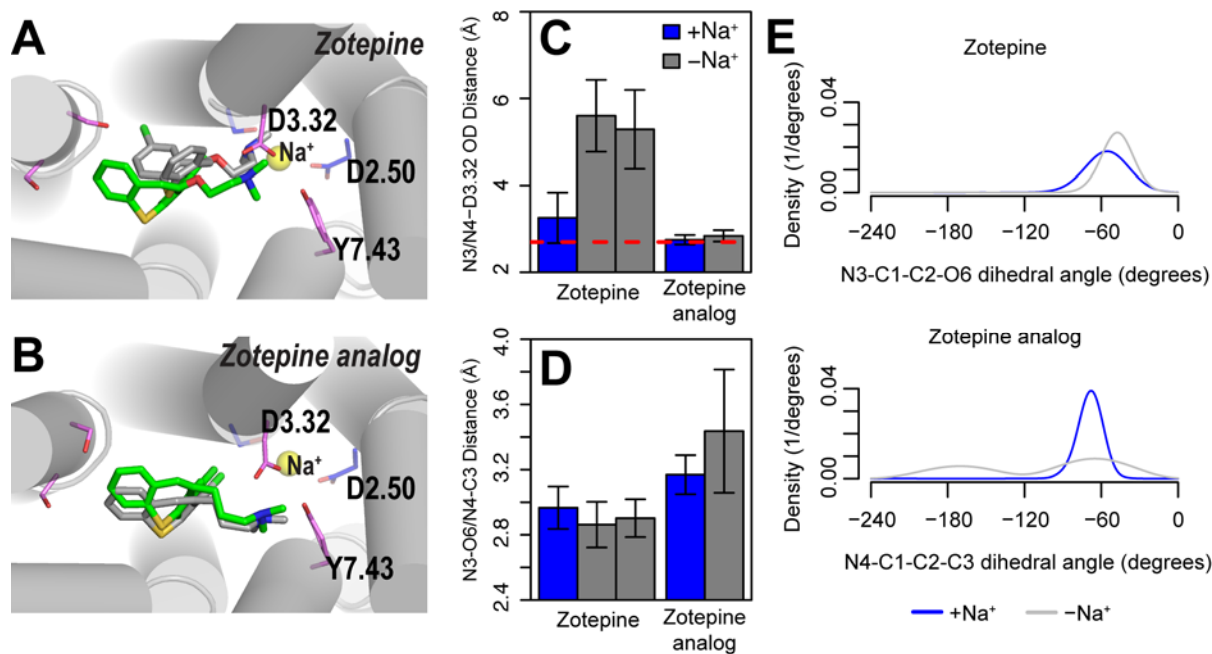 A
Zotepine
D3.32
Na⁺
D2.50
Y7.43
B
Zotepine analog
D3.32
Na⁺
D2.50
Y7.43
C
N3/N4−D3.32 OD Distance (Å)
8
6
4
2
+Na⁺
−Na⁺
Zotepine
Zotepine
analog
D
N3-O6/N4-C3 Distance (Å)
4.0
3.6
3.2
2.8
2.4
Zotepine
Zotepine
analog
E
Zotepine
Density (1/degrees)
0.04
0.00
−240 −180 −120 −60 0
N3-C1-C2-O6 dihedral angle (degrees)
Zotepine analog
Density (1/degrees)
0.04
0.00
−240 −180 −120 −60 0
N4-C1-C2-C3 dihedral angle (degrees)
+Na⁺ −Na⁺